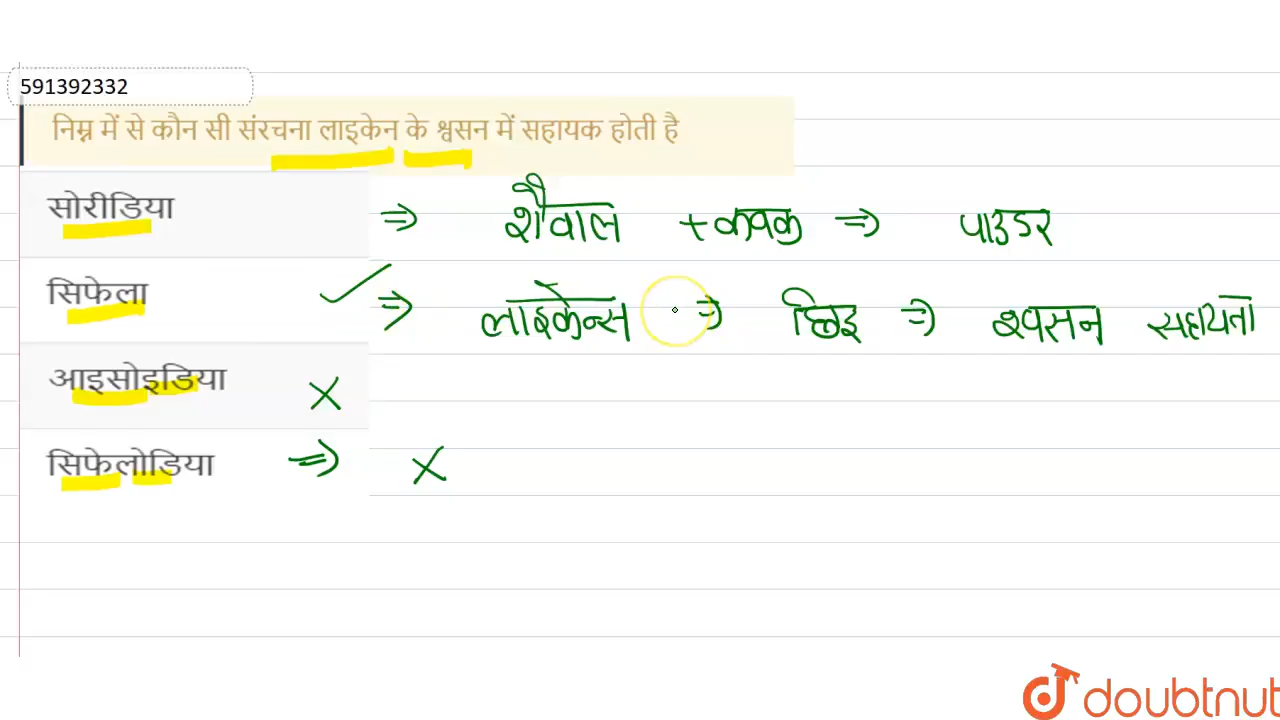 591392332
निम्न में से कौन सी संरचना लाइकेन के श्वसन में सहायक होती है
सोरीडिया ⇒ शैवाल + कवक ⇒ पाउडर
सिफेला ✓ ⇒ लाइकेन्स ⇒ छिद्र ⇒ श्वसन सहायता
आइसोइडिया X
सिफेलोडिया ⇒ X
doubtnut